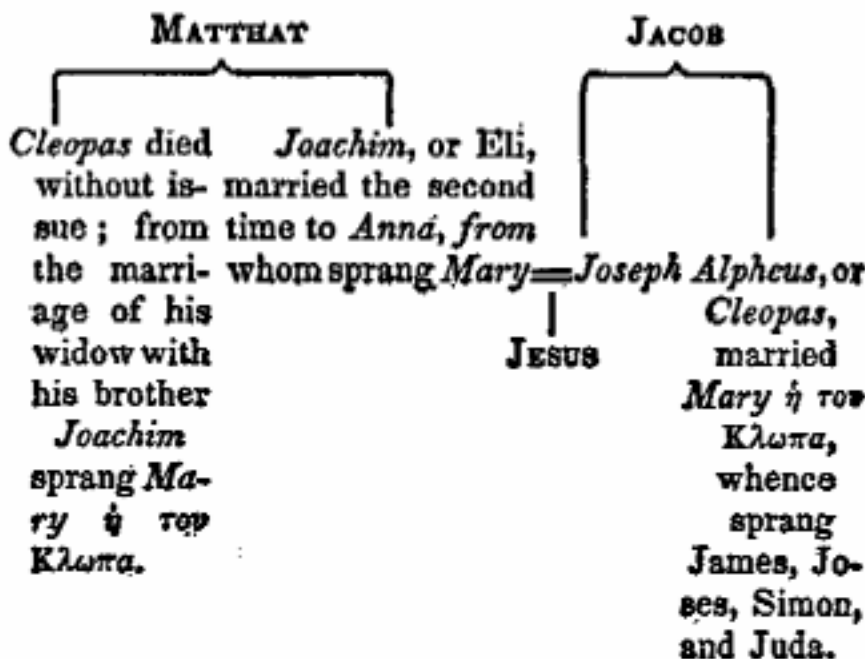 MATTHAT
JACOB
Cleopas died
without is-
sue ; from
the marri-
age of his
widow with
his brother
Joachim
sprang Ma-
ry ἡ του
Κλωπα.
Joachim, or Eli,
married the second
time to Anna, from
whom sprang Mary=Joseph
JESUS
Alpheus, or
Cleopas,
married
Mary ἡ του
Κλωπα,
whence
sprang
James, Jo-
ses, Simon,
and Juda.